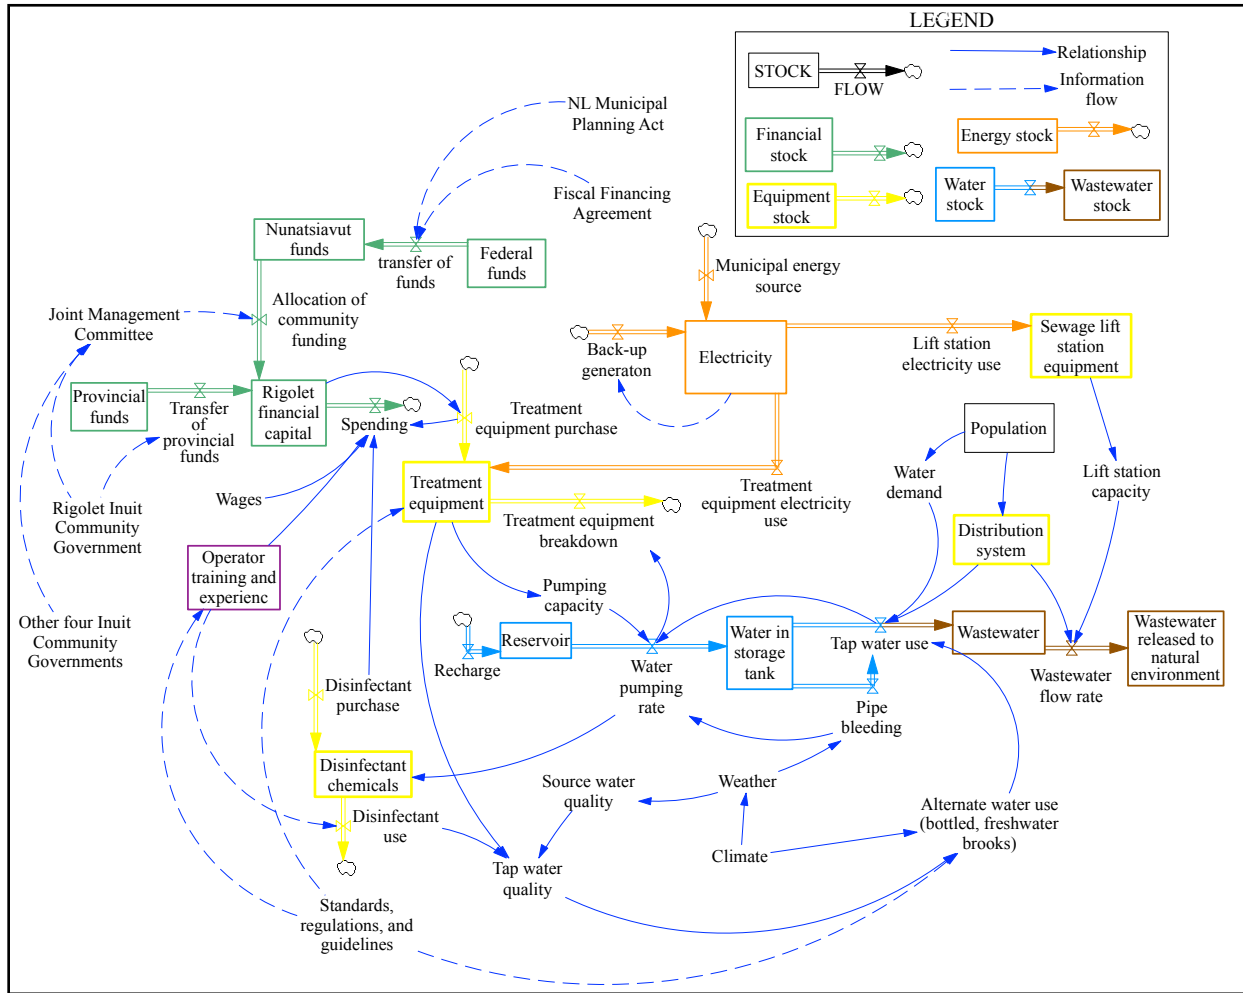 LEGEND
STOCK
FLOW
Relationship
Information
flow
Financial
stock
Energy stock
Equipment
stock
Water
stock
Wastewater
stock
NL Municipal
Planning Act
Fiscal Financing
Agreement
Nunatsiavut
funds
transfer of
funds
Federal
funds
Municipal energy
source
Joint Management
Committee
Allocation of
community
funding
Back-up
generaton
Electricity
Lift station
electricity use
Sewage lift
station
equipment
Provincial
funds
Transfer
of
provincial
funds
Rigolet
financial
capital
Spending
Treatment
equipment purchase
Population
Water
demand
Lift station
capacity
Wages
Treatment
equipment
Treatment
equipment electricity
use
Rigolet Inuit
Community
Government
Treatment equipment
breakdown
Distribution
system
Operator
training and
experienc
Pumping
capacity
Other four Inuit
Community
Governments
Recharge
Reservoir
Water
pumping
rate
Water in
storage
tank
Tap water use
Wastewater
Wastewater
flow rate
Wastewater
released to
natural
environment
Disinfectant
purchase
Pipe
bleeding
Disinfectant
chemicals
Source water
quality
Weather
Disinfectant
use
Climate
Alternate water use
(bottled, freshwater
brooks)
Tap water
quality
Standards,
regulations, and
guidelines